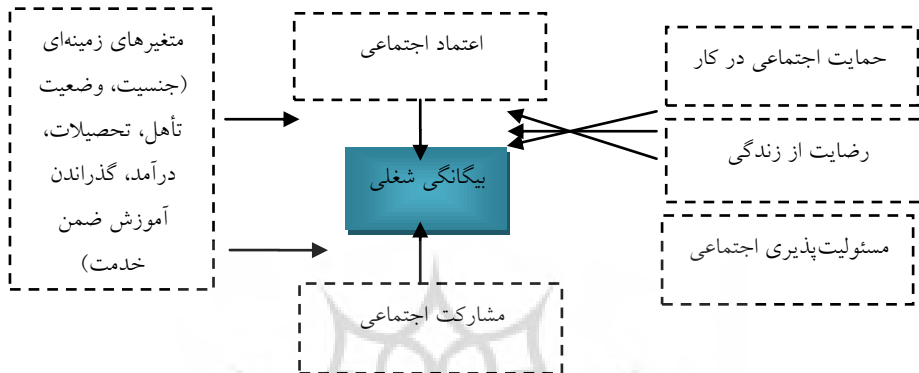 حمایت اجتماعی در کار
رضایت از زندگی
مسئولیت‌پذیری اجتماعی
اعتماد اجتماعی
بیگانگی شغلی
مشارکت اجتماعی
متغیرهای زمینه‌ای
(جنسیت، وضعیت
تأهل، تحصیلات،
درآمد، گذراندن
آموزش ضمن
خدمت)